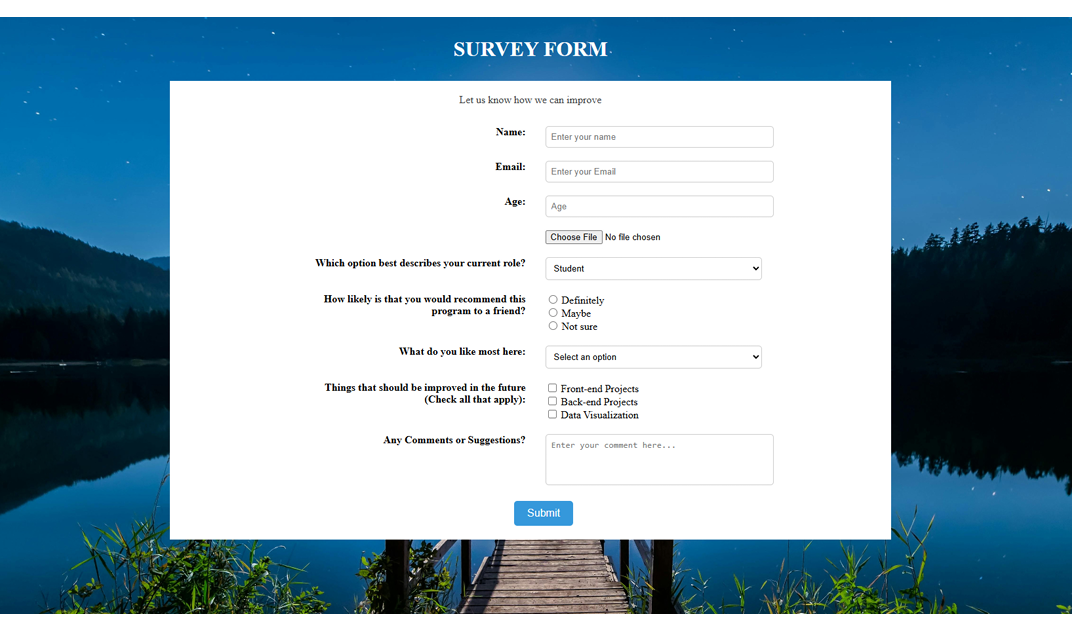 SURVEY FORM
Let us know how we can improve
Name:
Enter your name
Email:
Enter your Email
Age:
Age
Choose File No file chosen
Which option best describes your current role?
Student
How likely is that you would recommend this
program to a friend?
Definitely
Maybe
Not sure
What do you like most here:
Select an option
Things that should be improved in the future
(Check all that apply):
Front-end Projects
Back-end Projects
Data Visualization
Any Comments or Suggestions?
Enter your comment here...
Submit